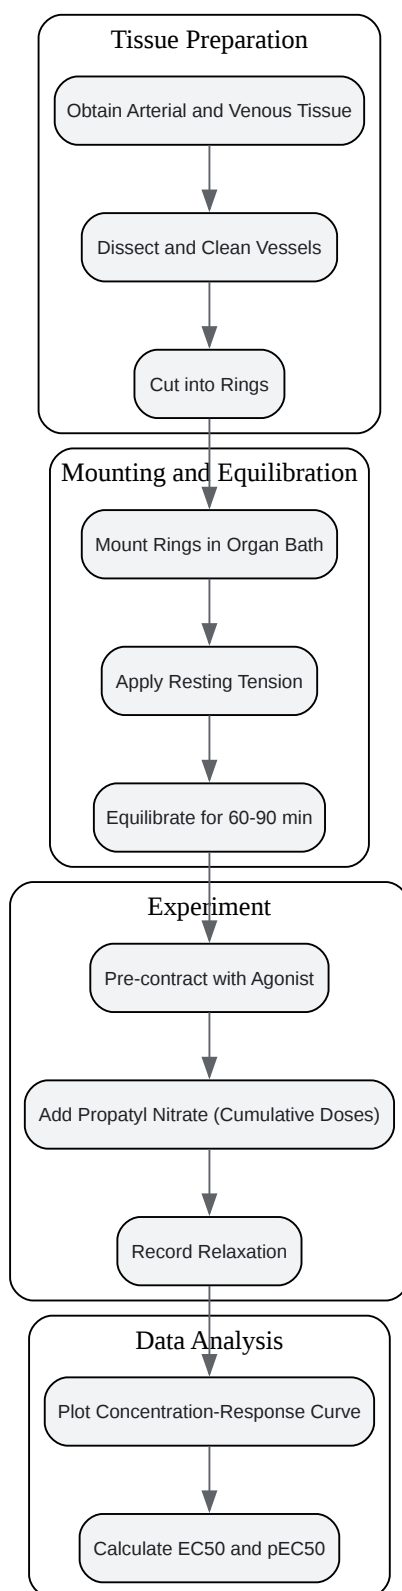 Tissue Preparation
Obtain Arterial and Venous Tissue
Dissect and Clean Vessels
Cut into Rings
Mounting and Equilibration
Mount Rings in Organ Bath
Apply Resting Tension
Equilibrate for 60-90 min
Experiment
Pre-contract with Agonist
Add Propatyl Nitrate (Cumulative Doses)
Record Relaxation
Data Analysis
Plot Concentration-Response Curve
Calculate EC50 and pEC50